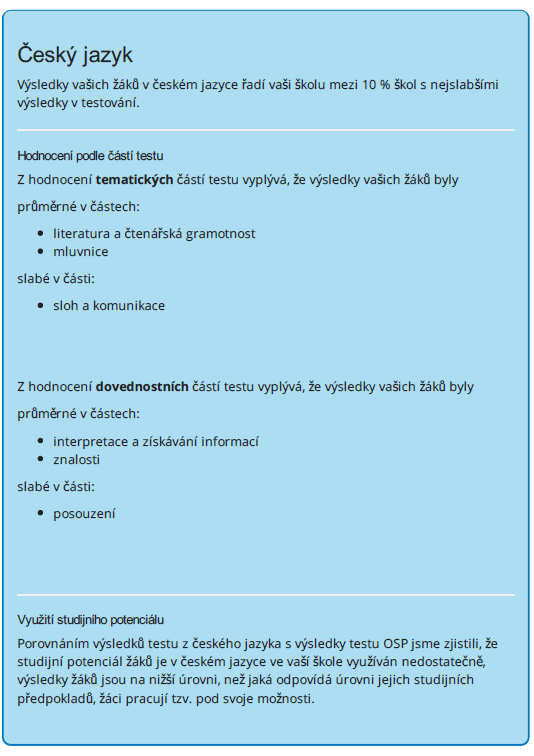 Český jazyk
Výsledky vašich žáků v českém jazyce řadí vaši školu mezi 10 % škol s nejslabšími
výsledky v testování.
Hodnocení podle částí testu
Z hodnocení tematických částí testu vyplývá, že výsledky vašich žáků byly
průměrné v částech:
• literatura a čtenářská gramotnost
• mluvnice
slabé v části:
• sloh a komunikace
Z hodnocení dovednostních částí testu vyplývá, že výsledky vašich žáků byly
průměrné v částech:
• interpretace a získávání informací
• znalosti
slabé v části:
• posouzení
Využití studijního potenciálu
Porovnáním výsledků testu z českého jazyka s výsledky testu OSP jsme zjistili, že
studijní potenciál žáků je v českém jazyce ve vaší škole využíván nedostatečně,
výsledky žáků jsou na nižší úrovni, než jaká odpovídá úrovni jejich studijních
předpokladů, žáci pracují tzv. pod svoje možnosti.